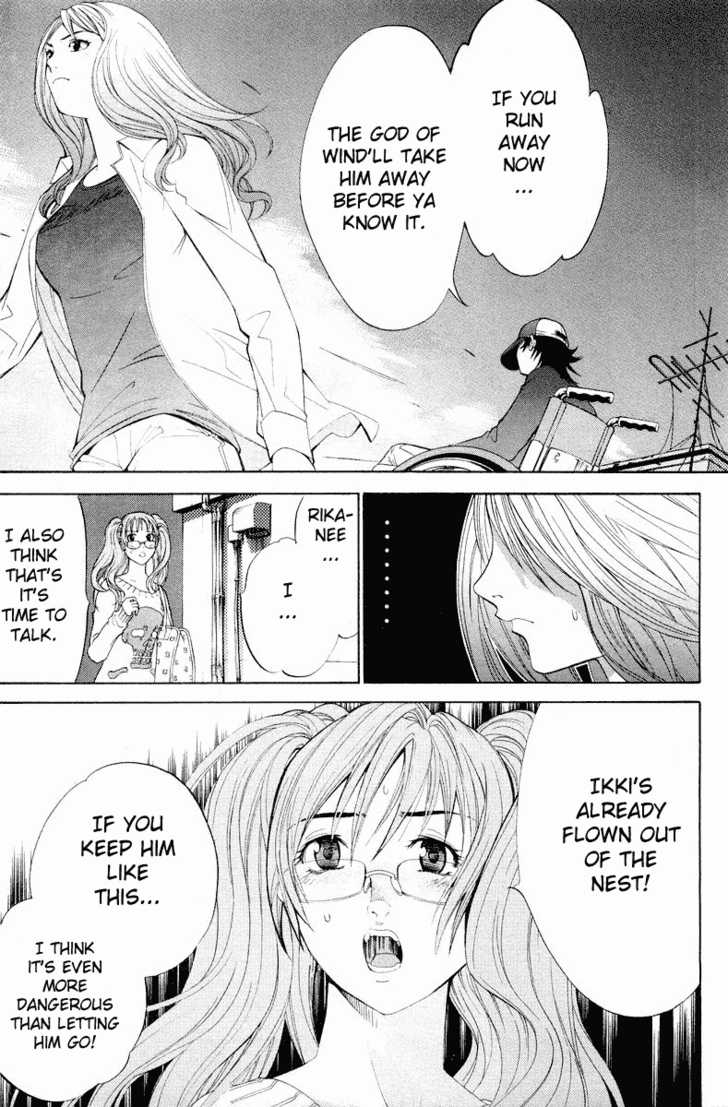 IF YOU
RUN
AWAY
NOW
...
THE GOD OF
WIND'LL TAKE
HIM AWAY
BEFORE YA
KNOW IT.
......
RIKA-
NEE
...
I
...
I ALSO
THINK
THAT'S
IT'S
TIME TO
TALK.
IKKI'S
ALREADY
FLOWN OUT
OF THE
NEST!
IF YOU
KEEP HIM
LIKE
THIS...
I THINK
IT'S EVEN
MORE
DANGEROUS
THAN LETTING
HIM GO!